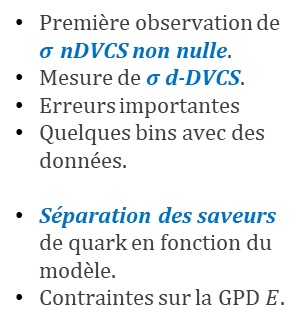 • Première observation de
σ nDVCS non nulle.
• Mesure de σ d-DVCS.
• Erreurs importantes
• Quelques bins avec des
données.
• Séparation des saveurs
de quark en fonction du
modèle.
• Contraintes sur la GPD E.